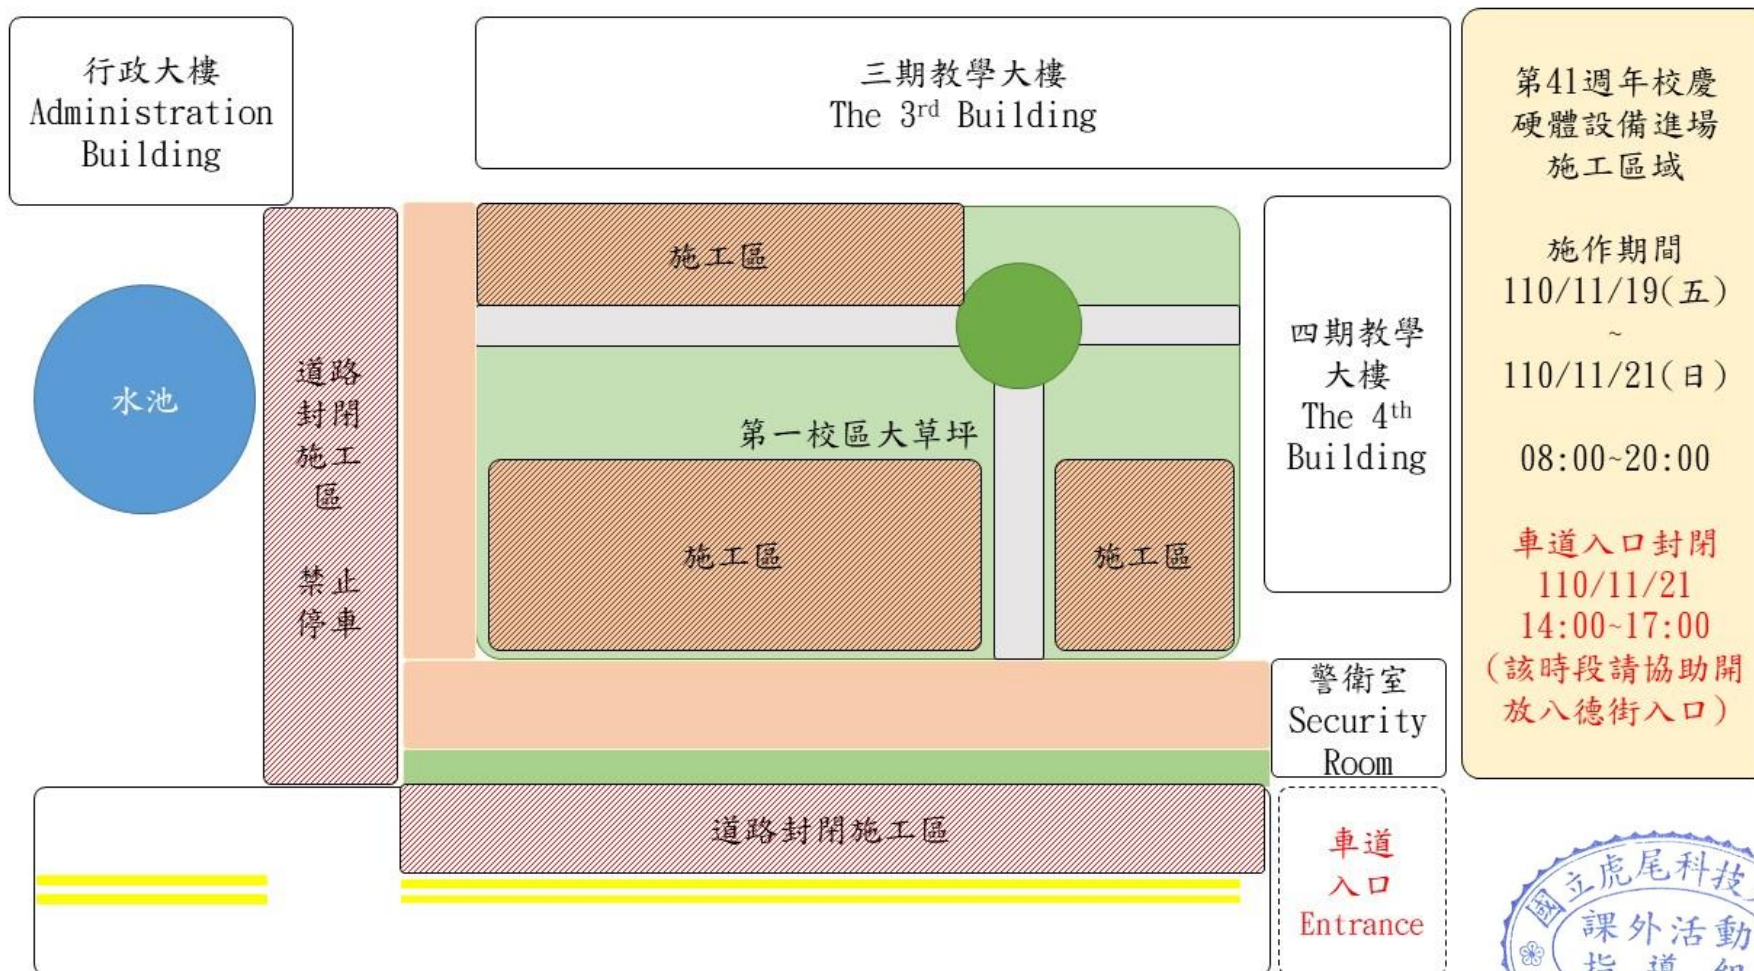 行政大樓
Administration
Building
三期教學大樓
The 3rd Building
第41週年校慶
硬體設備進場
施工區域
施作期間
110/11/19(五)
~
110/11/21(日)
08:00~20:00
車道入口封閉
110/11/21
14:00~17:00
(該時段請協助開
放八德街入口)
水池
道路
封閉
施工
區
禁止
停車
施工區
第一校區大草坪
施工區
施工區
四期教學
大樓
The 4th
Building
警衛室
Security
Room
道路封閉施工區
車道
入口
Entrance
國立虎尾科技
課外活動
指導組